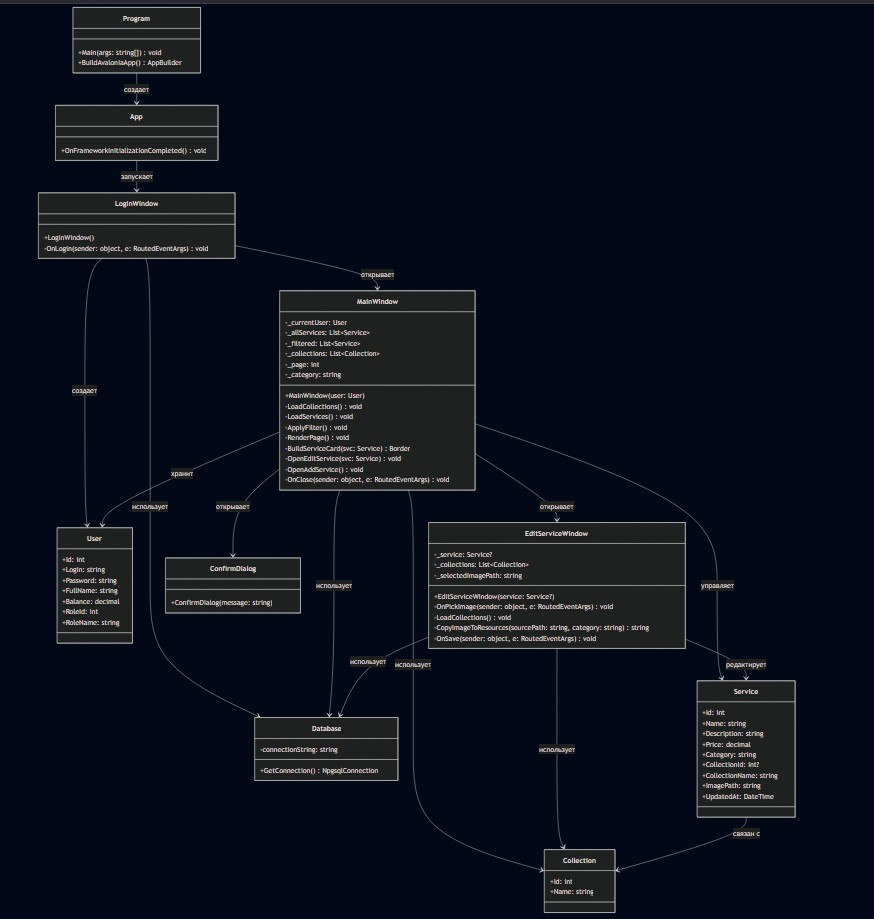 Program
+Main(args: string[]) : void
+BuildAvaloniaApp() : AppBuilder
создает
App
+OnFrameworkInitializationCompleted() : void
запускает
LoginWindow
+LoginWindow()
-OnLogin(sender: object, e: RoutedEventArgs) : void
открывает
MainWindow
-_currentUser: User
-_allServices: List<Service>
-_filtered: List<Service>
-_collections: List<Collection>
-_page: int
-_category: string
+MainWindow(user: User)
-LoadCollections() : void
-LoadServices() : void
-ApplyFilter() : void
-RenderPage() : void
-BuildServiceCard(svc: Service) : Border
-OpenEditService(svc: Service) : void
-OpenAddService() : void
-OnClose(sender: object, e: RoutedEventArgs) : void
создает
хранит
использует
открывает
открывает
использует
управляет
User
+Id: int
+Login: string
+Password: string
+FullName: string
+Balance: decimal
+RoleId: int
+RoleName: string
ConfirmDialog
+ConfirmDialog(message: string)
EditServiceWindow
-_service: Service?
-_collections: List<Collection>
-_selectedImagePath: string
+EditServiceWindow(service: Service?)
-OnPickImage(sender: object, e: RoutedEventArgs) : void
-LoadCollections() : void
-CopyImageToResources(sourcePath: string, category: string) : string
-OnSave(sender: object, e: RoutedEventArgs) : void
использует
использует
редактирует
Database
-connectionString: string
+GetConnection() : NpgsqlConnection
использует
Service
+Id: int
+Name: string
+Description: string
+Price: decimal
+Category: string
+CollectionId: int?
+CollectionName: string
+ImagePath: string
+UpdatedAt: DateTime
связан с
Collection
+Id: int
+Name: string